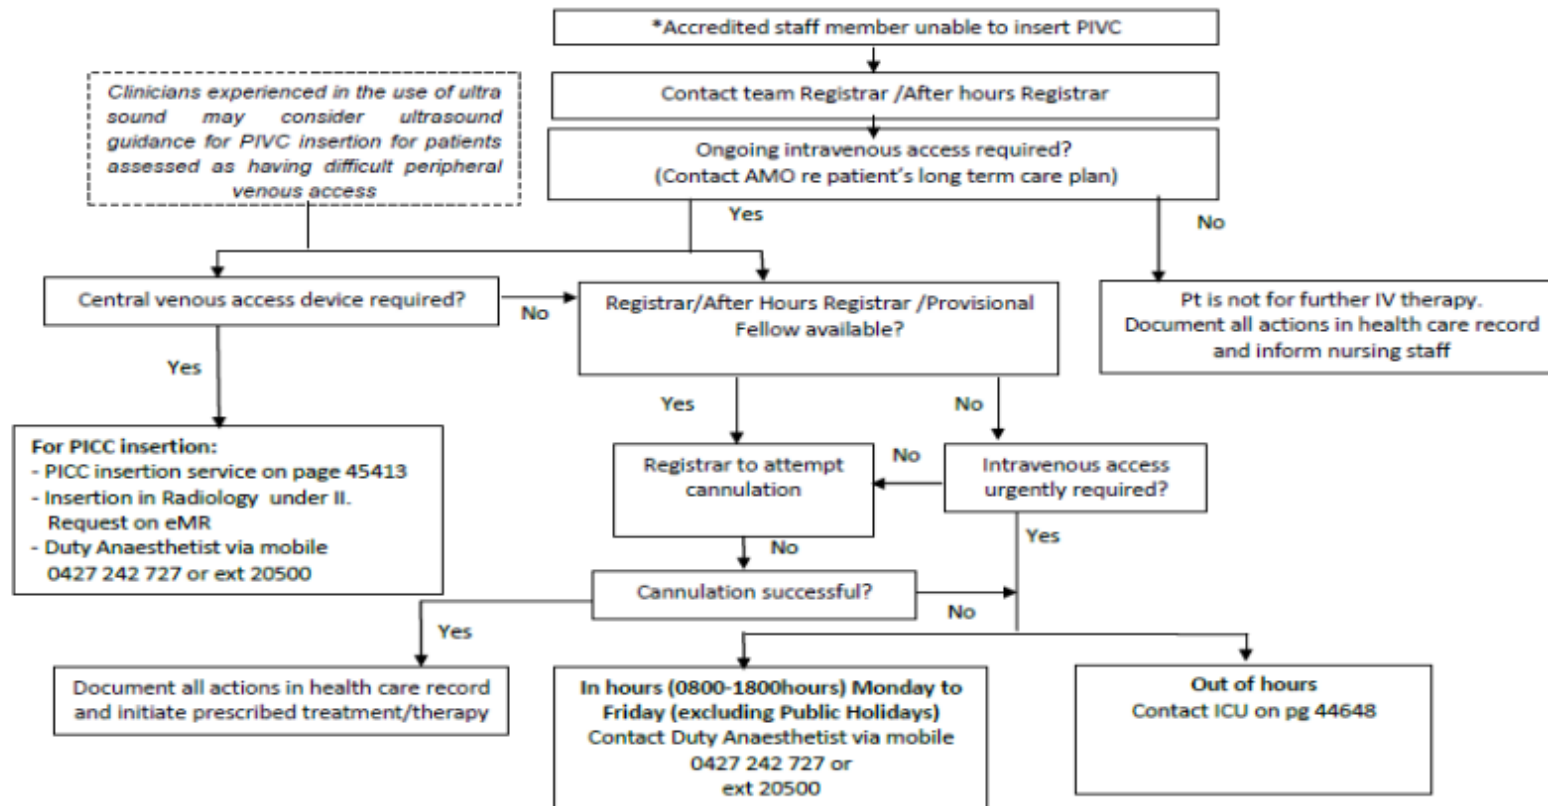 *Accredited staff member unable to insert PIVC
Clinicians experienced in the use of ultra
sound may consider ultrasound
guidance for PIVC insertion for patients
assessed as having difficult peripheral
venous access
Contact team Registrar /After hours Registrar
Ongoing intravenous access required?
(Contact AMO re patient's long term care plan)
Yes
No
Central venous access device required?
No
Registrar/After Hours Registrar /Provisional
Fellow available?
Pt is not for further IV therapy.
Document all actions in health care record
and inform nursing staff
Yes
Yes
No
For PICC insertion:
- PICC insertion service on page 45413
- Insertion in Radiology under II.
Request on eMR
- Duty Anaesthetist via mobile
0427 242 727 or ext 20500
Registrar to attempt
cannulation
No
Intravenous access
urgently required?
No
Yes
Cannulation successful?
No
Yes
Document all actions in health care record
and initiate prescribed treatment/therapy
In hours (0800-1800hours) Monday to
Friday (excluding Public Holidays)
Contact Duty Anaesthetist via mobile
0427 242 727 or
ext 20500
Out of hours
Contact ICU on pg 44648